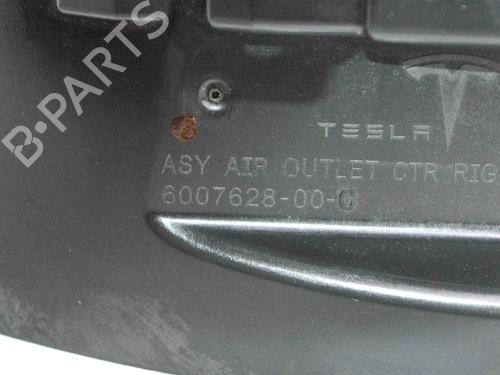 B-PARTS
TESLA
ASY AIR OUTLET CTR RIG
6007628-00-C